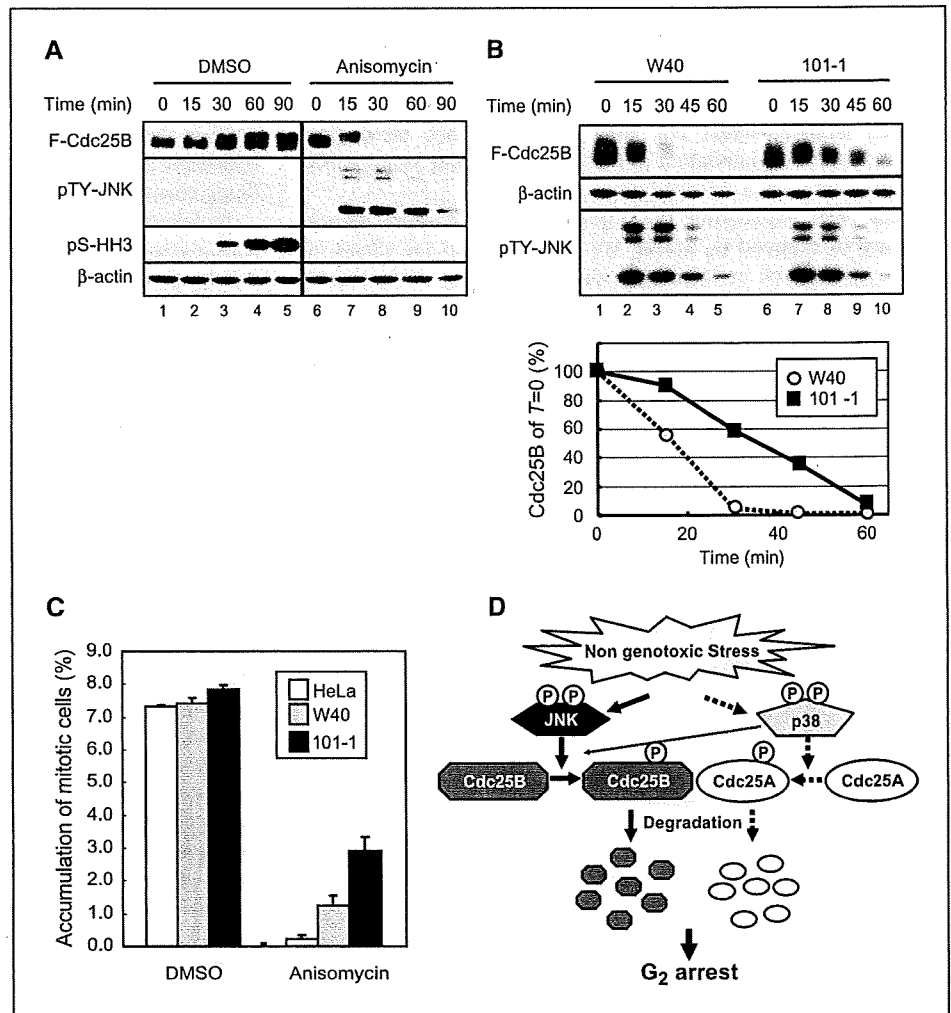 A
DMSO Anisomycin
Time (min) 0 15 30 60 90 0 15 30 60 90
F-Cdc25B
pTY-JNK
pS-HH3
β-actin
1 2 3 4 5 6 7 8 9 10
B
W40 101-1
Time (min) 0 15 30 45 60 0 15 30 45 60
F-Cdc25B
β-actin
pTY-JNK
1 2 3 4 5 6 7 8 9 10
Cdc25B of T=0 (%)
100
80
60
40
20
0
W40
101 -1
0 20 40 60
Time (min)
C
Accumulation of mitotic cells (%)
9.0
8.0
7.0
6.0
5.0
4.0
3.0
2.0
1.0
0.0
HeLa
W40
101-1
DMSO Anisomycin
D
Non genotoxic Stress
P P P P
JNK p38
P P
Cdc25B Cdc25B Cdc25A Cdc25A
Degradation
G2 arrest